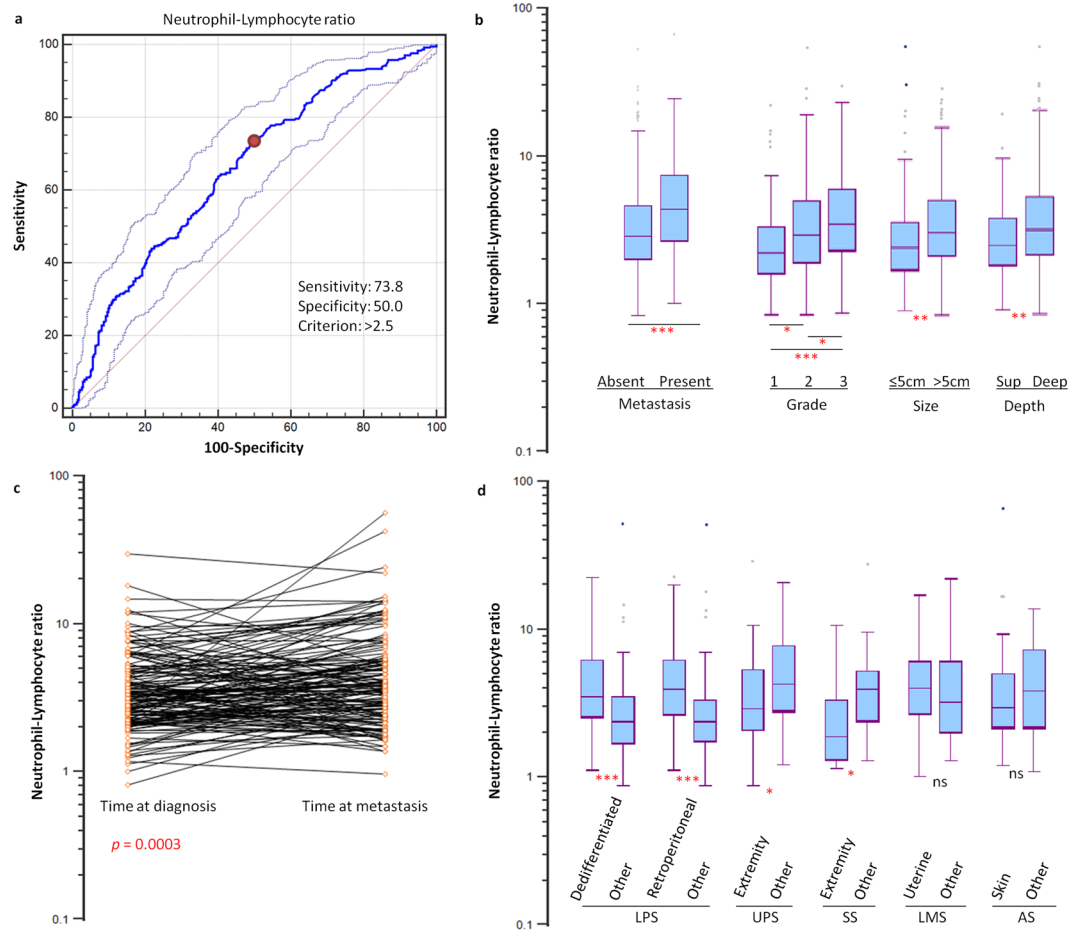 a
Neutrophil-Lymphocyte ratio
100
80
60
40
20
0
Sensitivity
Sensitivity: 73.8
Specificity: 50.0
Criterion: >2.5
0 20 40 60 80 100
100-Specificity
b
100
10
1
0.1
Neutrophil-Lymphocyte ratio
*** * * *** ** **
Absent Present 1 2 3 ≤5cm >5cm Sup Deep
Metastasis Grade Size Depth
c
100
10
1
0.1
Neutrophil-Lymphocyte ratio
Time at diagnosis Time at metastasis
p = 0.0003
d
100
10
1
0.1
Neutrophil-Lymphocyte ratio
*** *** * * ns ns
Dedifferentiated Other Retroperitoneal Other Extremity Other Extremity Other Uterine Other Skin Other
LPS UPS SS LMS AS